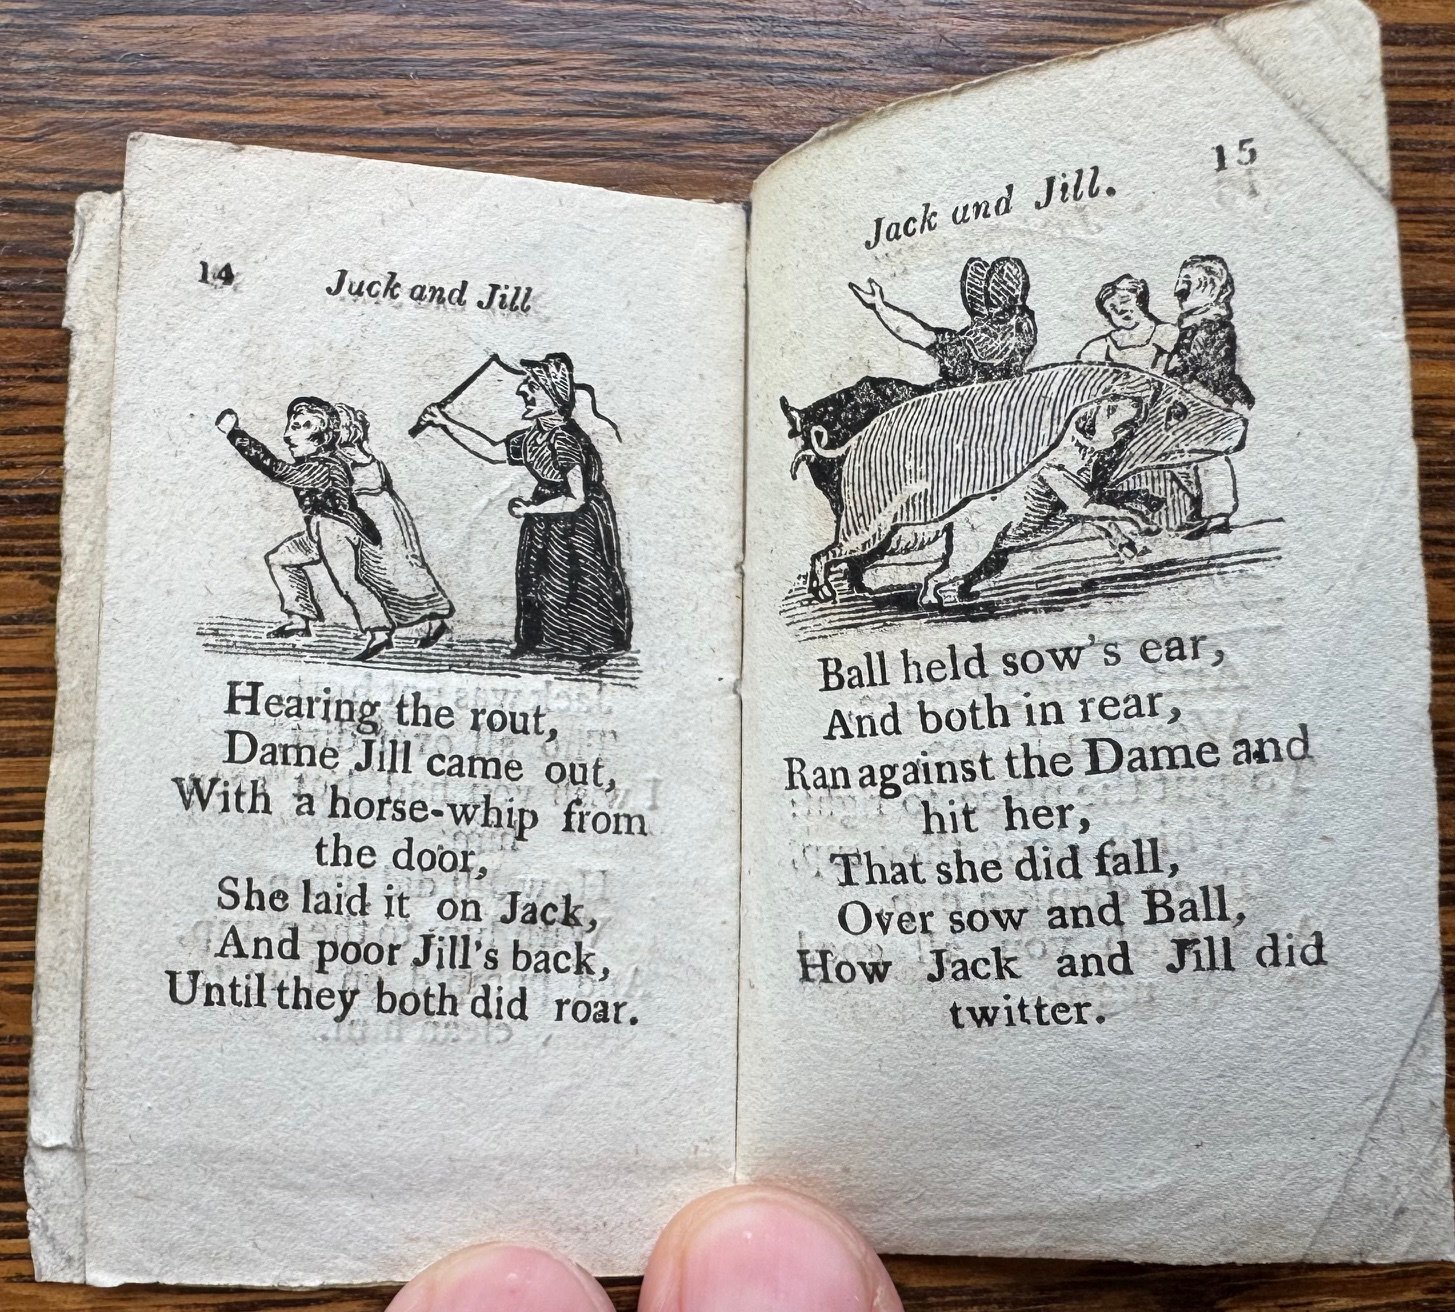 14
Juck and Jill
Hearing the rout,
Dame Jill came out,
With a horse-whip from
the door,
She laid it on Jack,
And poor Jill's back,
Until they both did roar.
15
Jack and Jill.
Ball held sow's ear,
And both in rear,
Ran against the Dame and
hit her,
That she did fall,
Over sow and Ball,
How Jack and Jill did
twitter.